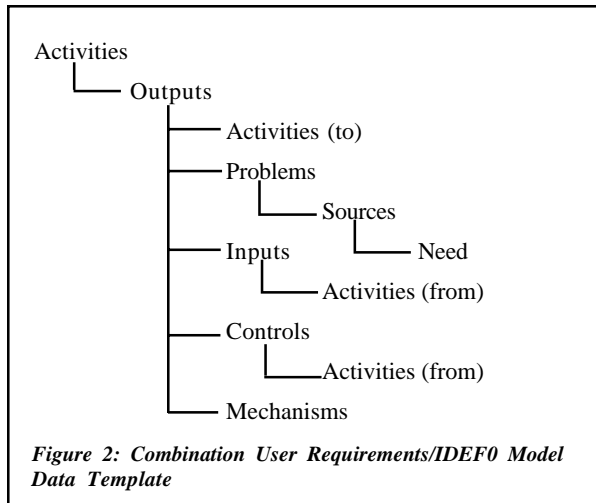 Activities
Outputs
Activities (to)
Problems
Sources
Need
Inputs
Activities (from)
Controls
Activities (from)
Mechanisms
Figure 2: Combination User Requirements/IDEF0 Model
Data Template